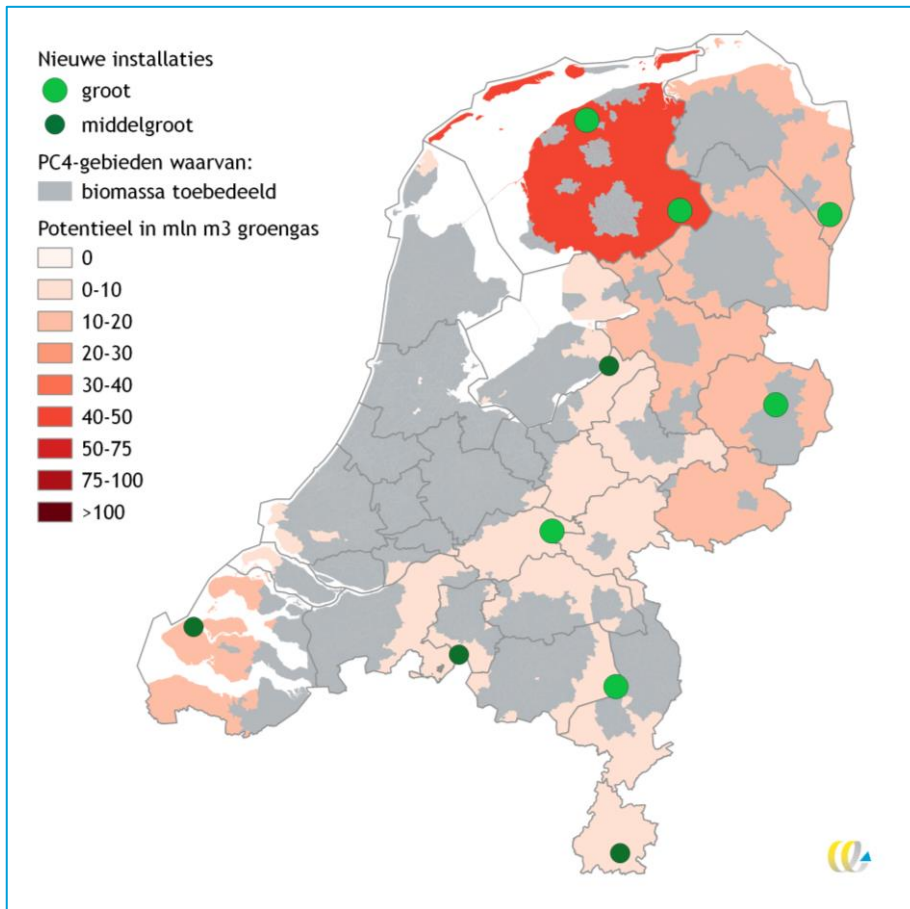 Nieuwe installaties
groot
middelgroot
PC4-gebieden waarvan:
biomassa toebedeeld
Potentieel in mln m3 groengas
0
0-10
10-20
20-30
30-40
40-50
50-75
75-100
>100